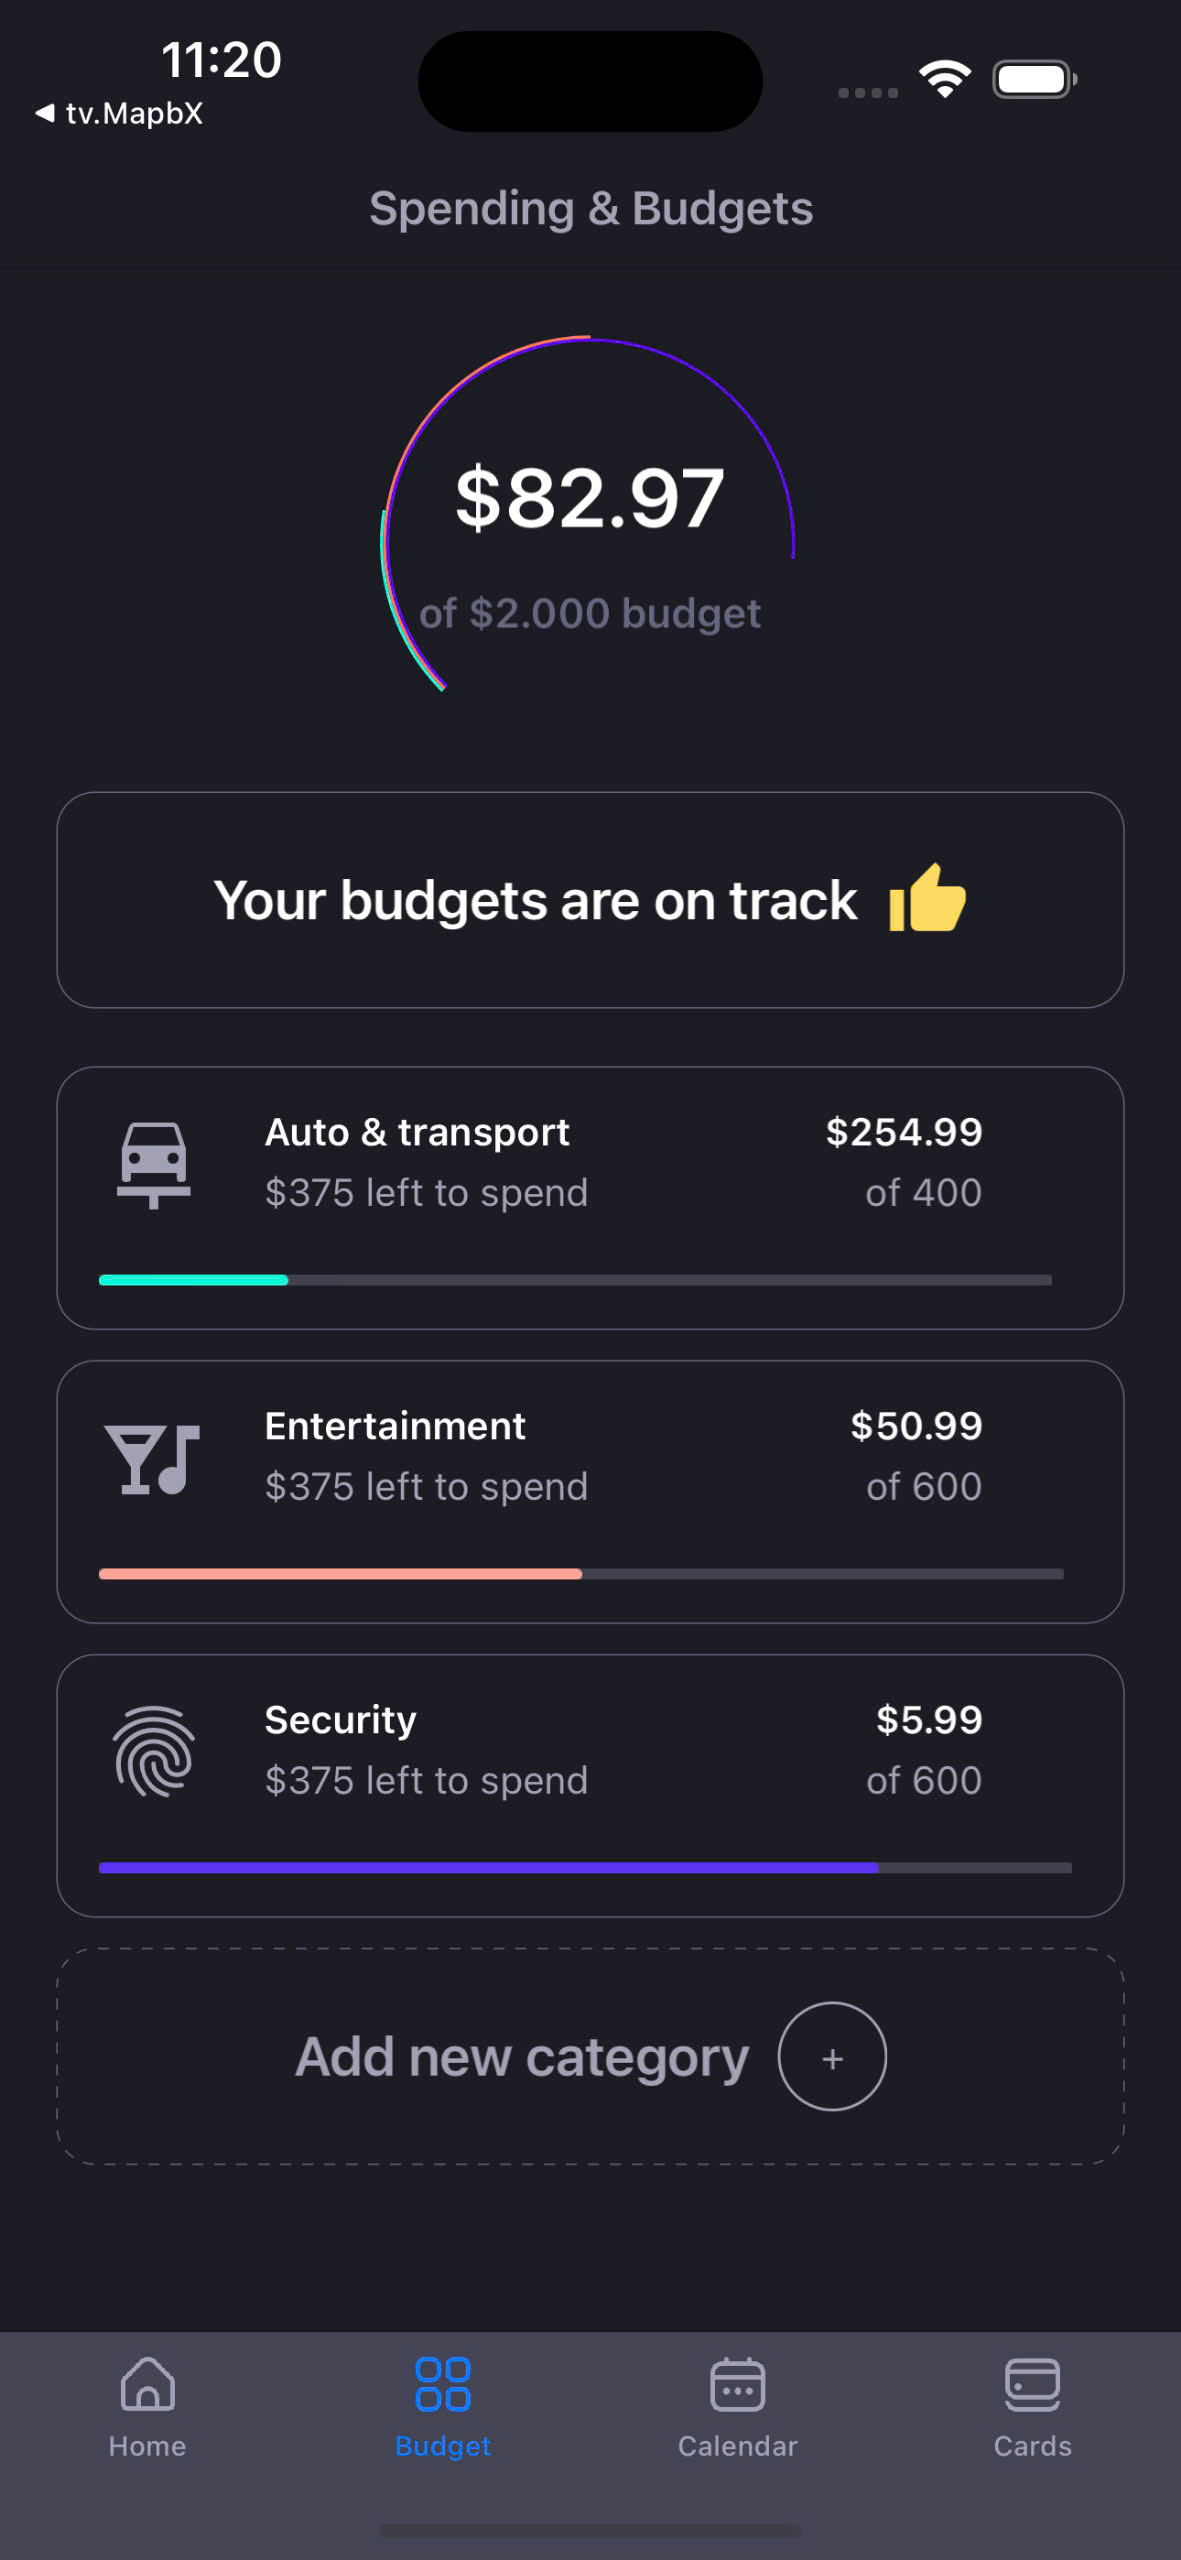 11:20
◀ tv.MapbX
Spending & Budgets
$82.97
of $2.000 budget
Your budgets are on track
Auto & transport
$254.99
$375 left to spend
of 400
Entertainment
$50.99
$375 left to spend
of 600
Security
$5.99
$375 left to spend
of 600
Add new category +
Home
Budget
Calendar
Cards